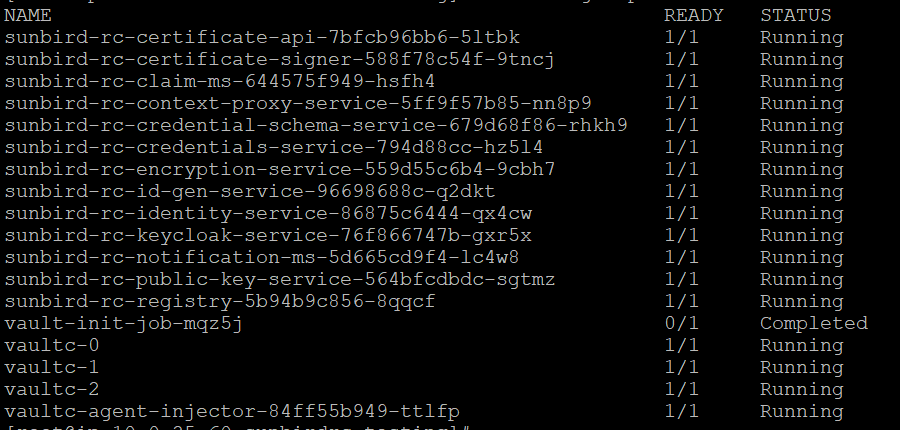 NAME READY STATUS
sunbird-rc-certificate-api-7bfcb96bb6-5ltbk 1/1 Running
sunbird-rc-certificate-signer-588f78c54f-9tncj 1/1 Running
sunbird-rc-claim-ms-644575f949-hsfh4 1/1 Running
sunbird-rc-context-proxy-service-5ff9f57b85-nn8p9 1/1 Running
sunbird-rc-credential-schema-service-679d68f86-rhkh9 1/1 Running
sunbird-rc-credentials-service-794d88cc-hz5l4 1/1 Running
sunbird-rc-encryption-service-559d55c6b4-9cbh7 1/1 Running
sunbird-rc-id-gen-service-96698688c-q2dkt 1/1 Running
sunbird-rc-identity-service-86875c6444-qx4cw 1/1 Running
sunbird-rc-keycloak-service-76f866747b-gxr5x 1/1 Running
sunbird-rc-notification-ms-5d665cd9f4-lc4w8 1/1 Running
sunbird-rc-public-key-service-564bfcdbdc-sgtmz 1/1 Running
sunbird-rc-registry-5b94b9c856-8qqcf 1/1 Running
vault-init-job-mqz5j 0/1 Completed
vaultc-0 1/1 Running
vaultc-1 1/1 Running
vaultc-2 1/1 Running
vaultc-agent-injector-84ff55b949-ttlfp 1/1 Running